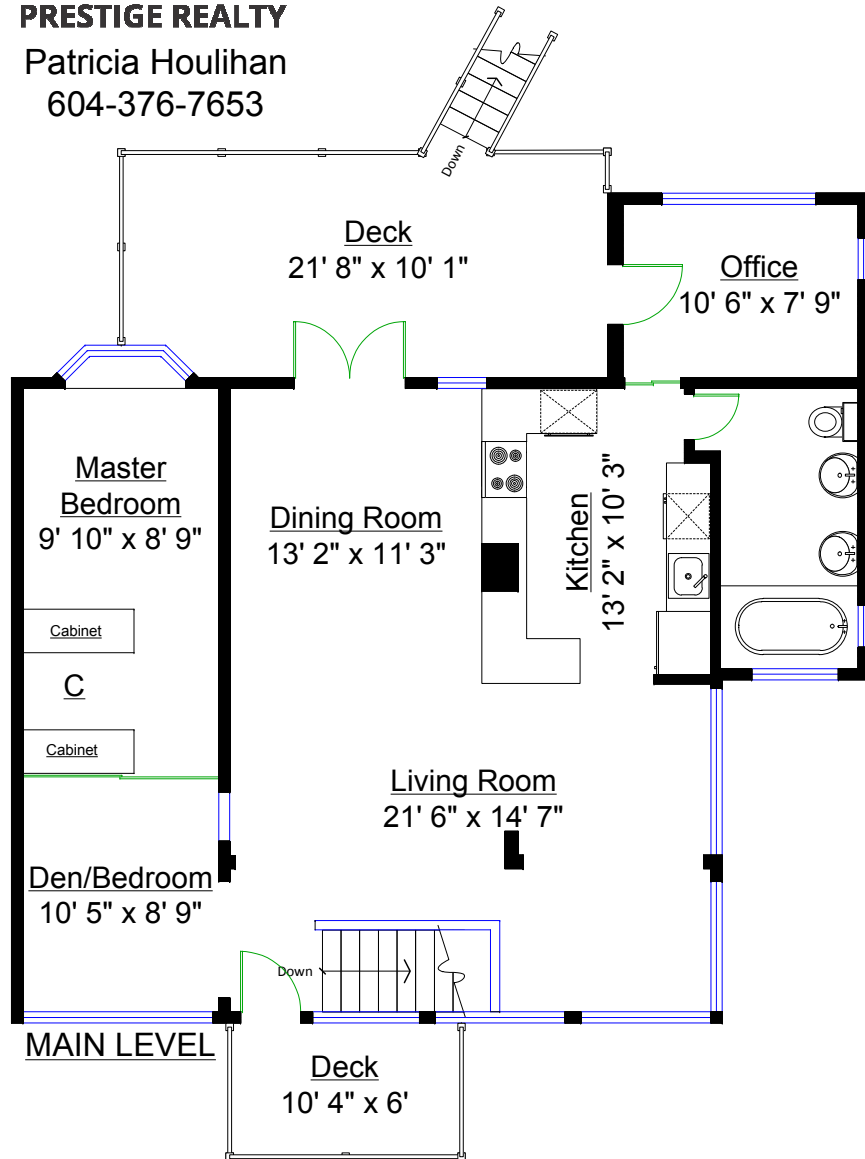 PRESTIGE REALTY
Patricia Houlihan
604-376-7653
Down
Deck
21' 8" x 10' 1"
Office
10' 6" x 7' 9"
Master
Bedroom
9' 10" x 8' 9"
Dining Room
13' 2" x 11' 3"
Kitchen
13' 2" x 10' 3"
Cabinet
C
Cabinet
Living Room
21' 6" x 14' 7"
Den/Bedroom
10' 5" x 8' 9"
Down
MAIN LEVEL
Deck
10' 4" x 6'